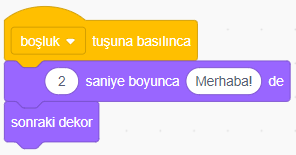 boşluk tuşuna basılınca
2 saniye boyunca Merhaba! de
sonraki dekor